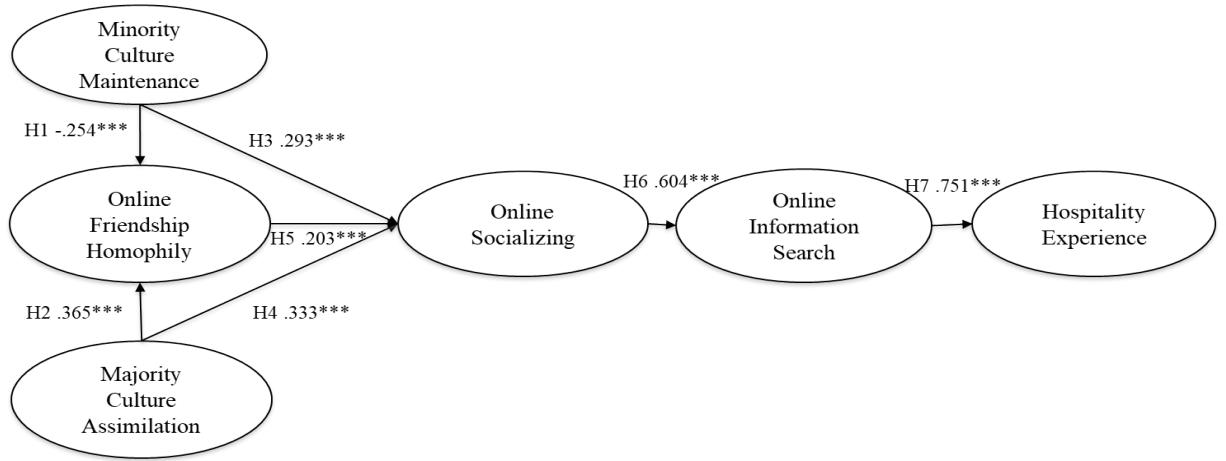 Minority
Culture
Maintenance
H1 -.254***
H3 .293***
Online
Friendship
Homophily
H5 .203***
H2 .365***
H4 .333***
Majority
Culture
Assimilation
Online
Socializing
H6 .604***
Online
Information
Search
H7 .751***
Hospitality
Experience